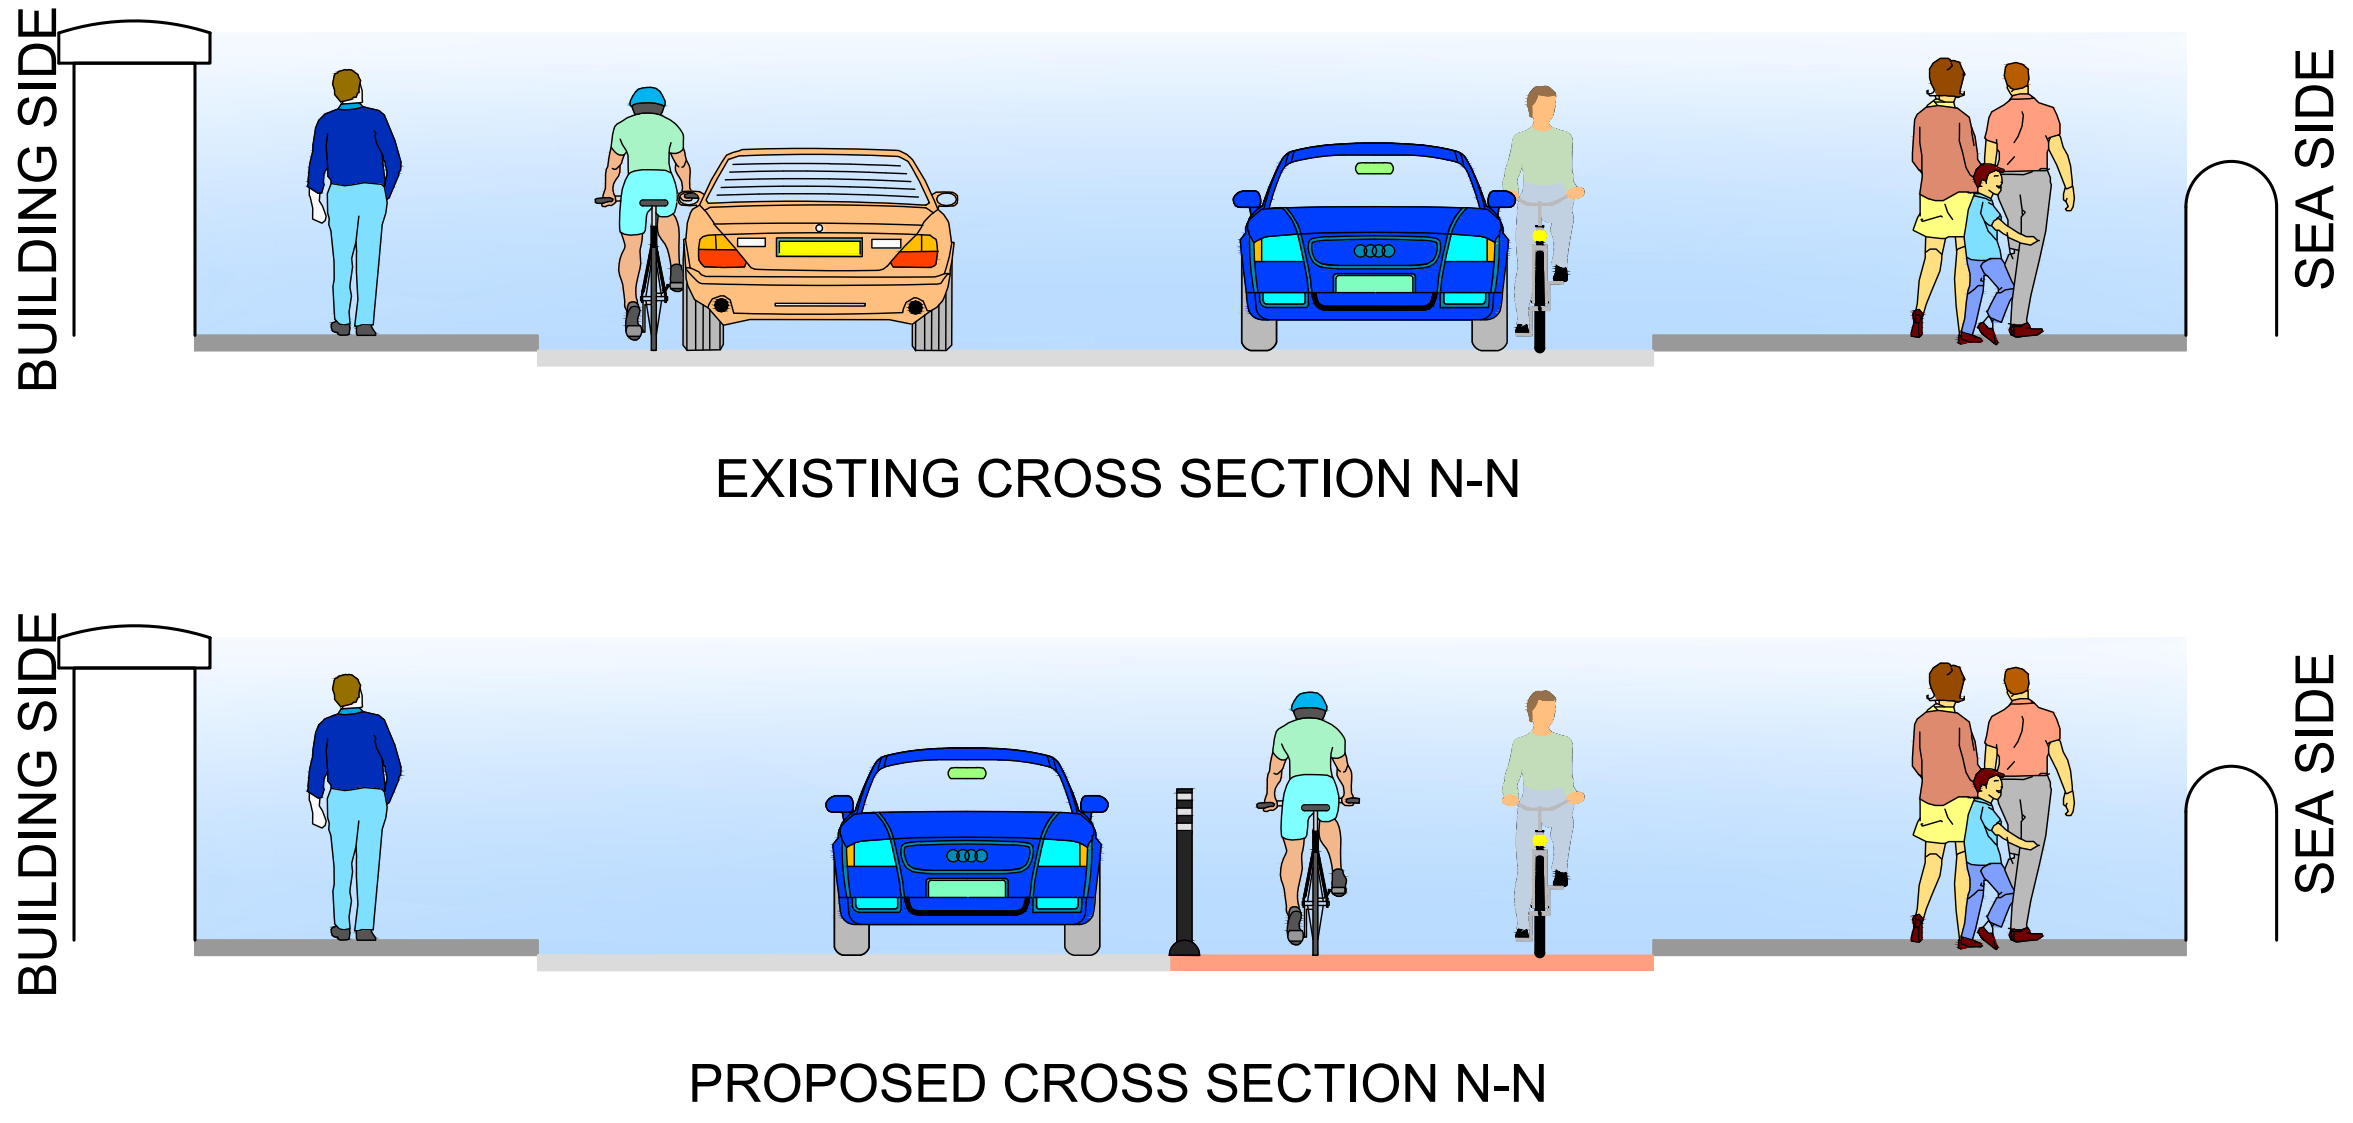 BUILDING SIDE
SEA SIDE
EXISTING CROSS SECTION N-N
BUILDING SIDE
SEA SIDE
PROPOSED CROSS SECTION N-N